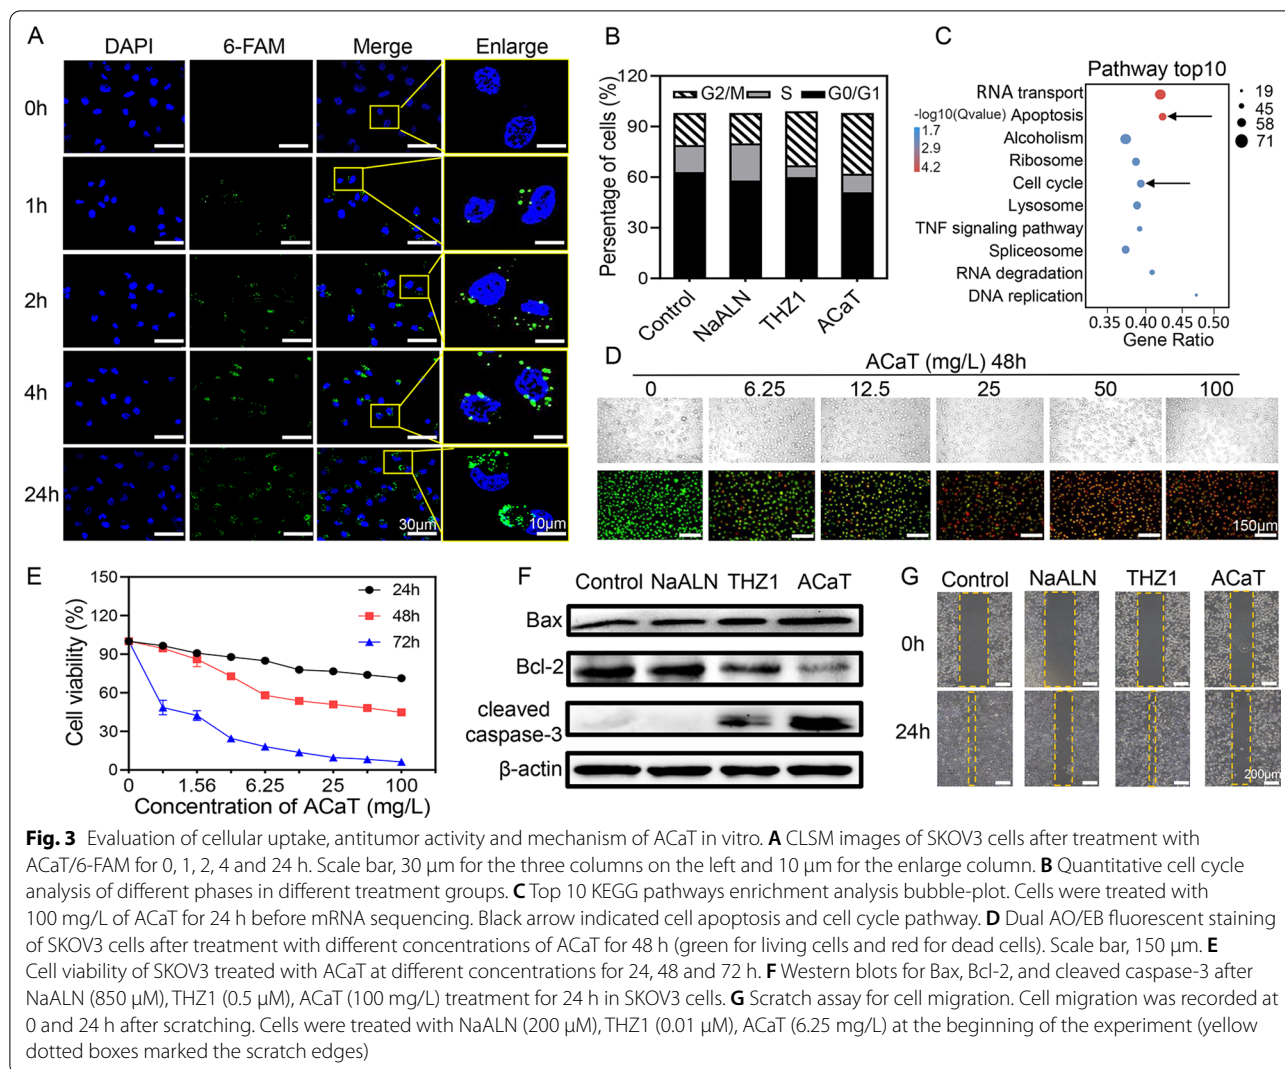 A
DAPI
6-FAM
Merge
Enlarge
0h
1h
2h
4h
24h
30μm
10μm
B
Persentage of cells (%)
120
90
60
30
0
G2/M
S
G0/G1
Control
NaALN
THZ1
ACaT
C
Pathway top10
RNA transport
Apoptosis
Alcoholism
Ribosome
Cell cycle
Lysosome
TNF signaling pathway
Spliceosome
RNA degradation
DNA replication
-log10(Qvalue)
1.7
2.9
4.2
19
45
58
71
0.35
0.40
0.45
0.50
Gene Ratio
D
ACaT (mg/L) 48h
0
6.25
12.5
25
50
100
150μm
E
Cell viability (%)
150
120
90
60
30
0
24h
48h
72h
0
1.56
6.25
25
100
Concentration of ACaT (mg/L)
F
Control
NaALN
THZ1
ACaT
Bax
Bcl-2
cleaved
caspase-3
β-actin
G
Control
NaALN
THZ1
ACaT
0h
24h
200μm
Fig. 3 Evaluation of cellular uptake, antitumor activity and mechanism of ACaT in vitro. A CLSM images of SKOV3 cells after treatment with
ACaT/6-FAM for 0, 1, 2, 4 and 24 h. Scale bar, 30 μm for the three columns on the left and 10 μm for the enlarge column. B Quantitative cell cycle
analysis of different phases in different treatment groups. C Top 10 KEGG pathways enrichment analysis bubble-plot. Cells were treated with
100 mg/L of ACaT for 24 h before mRNA sequencing. Black arrow indicated cell apoptosis and cell cycle pathway. D Dual AO/EB fluorescent staining
of SKOV3 cells after treatment with different concentrations of ACaT for 48 h (green for living cells and red for dead cells). Scale bar, 150 μm. E
Cell viability of SKOV3 treated with ACaT at different concentrations for 24, 48 and 72 h. F Western blots for Bax, Bcl-2, and cleaved caspase-3 after
NaALN (850 μM), THZ1 (0.5 μM), ACaT (100 mg/L) treatment for 24 h in SKOV3 cells. G Scratch assay for cell migration. Cell migration was recorded at
0 and 24 h after scratching. Cells were treated with NaALN (200 μM), THZ1 (0.01 μM), ACaT (6.25 mg/L) at the beginning of the experiment (yellow
dotted boxes marked the scratch edges)